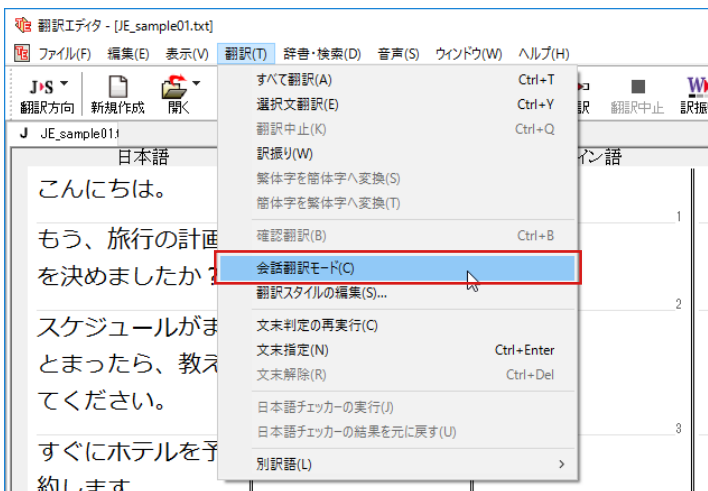 翻訳エディタ - [JE_sample01.txt]
ファイル(F) 編集(E) 表示(V) 翻訳(T) 辞書・検索(D) 音声(S) ウィンドウ(W) ヘルプ(H)
J▸S
翻訳方向 新規作成 開く 訳 翻訳中止 訳振
J JE_sample01.t
日本語
イン語
こんにちは。
1
もう、旅行の計画
を決めましたか?
2
スケジュールがま
とまったら、教え
てください。
3
すぐにホテルを予
約します
すべて翻訳(A) Ctrl+T
選択文翻訳(E) Ctrl+Y
翻訳中止(K) Ctrl+Q
訳振り(W)
繁体字を簡体字へ変換(S)
簡体字を繁体字へ変換(T)
確認翻訳(B) Ctrl+B
会話翻訳モード(C)
翻訳スタイルの編集(S)...
文末判定の再実行(C)
文末指定(N) Ctrl+Enter
文末解除(R) Ctrl+Del
日本語チェッカーの実行(J)
日本語チェッカーの結果を元に戻す(U)
別訳語(L)